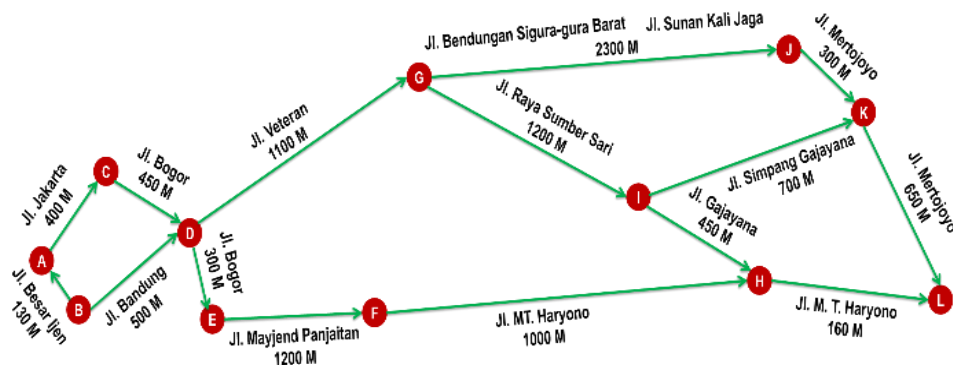 Jl. Bendungan Sigura-gura Barat
Jl. Sunan Kali Jaga
2300 M
J
Jl. Mertojoyo
300 M
G
Jl. Veteran
1100 M
Jl. Raya Sumber Sari
1200 M
K
Jl. Jakarta
400 M
C
Jl. Bogor
450 M
Jl. Simpang Gajayana
700 M
Jl. Mertojoyo
650 M
I
Jl. Gajayana
450 M
D
A
Jl. Bogor
300 M
Jl. Besar Ijen
130 M
B
Jl. Bandung
500 M
H
E
F
L
Jl. Mayjend Panjaitan
1200 M
Jl. MT. Haryono
1000 M
Jl. M. T. Haryono
160 M